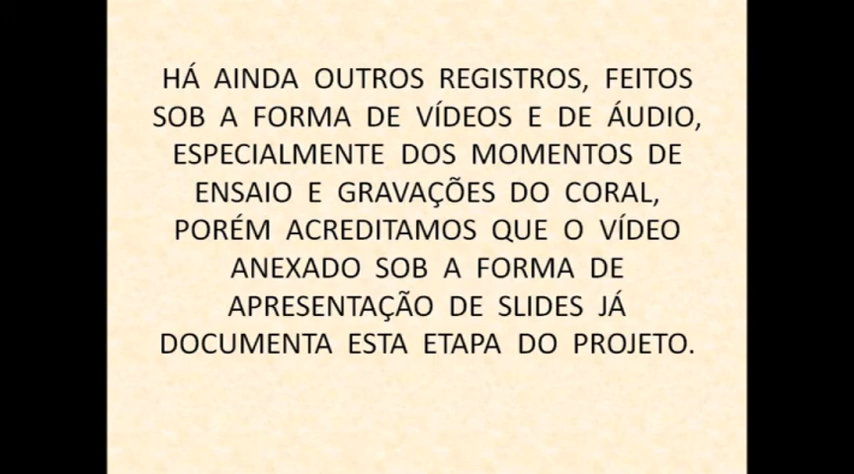 HÁ AINDA OUTROS REGISTROS, FEITOS
SOB A FORMA DE VÍDEOS E DE ÁUDIO,
ESPECIALMENTE DOS MOMENTOS DE
ENSAIO E GRAVAÇÕES DO CORAL,
PORÉM ACREDITAMOS QUE O VÍDEO
ANEXADO SOB A FORMA DE
APRESENTAÇÃO DE SLIDES JÁ
DOCUMENTA ESTA ETAPA DO PROJETO.